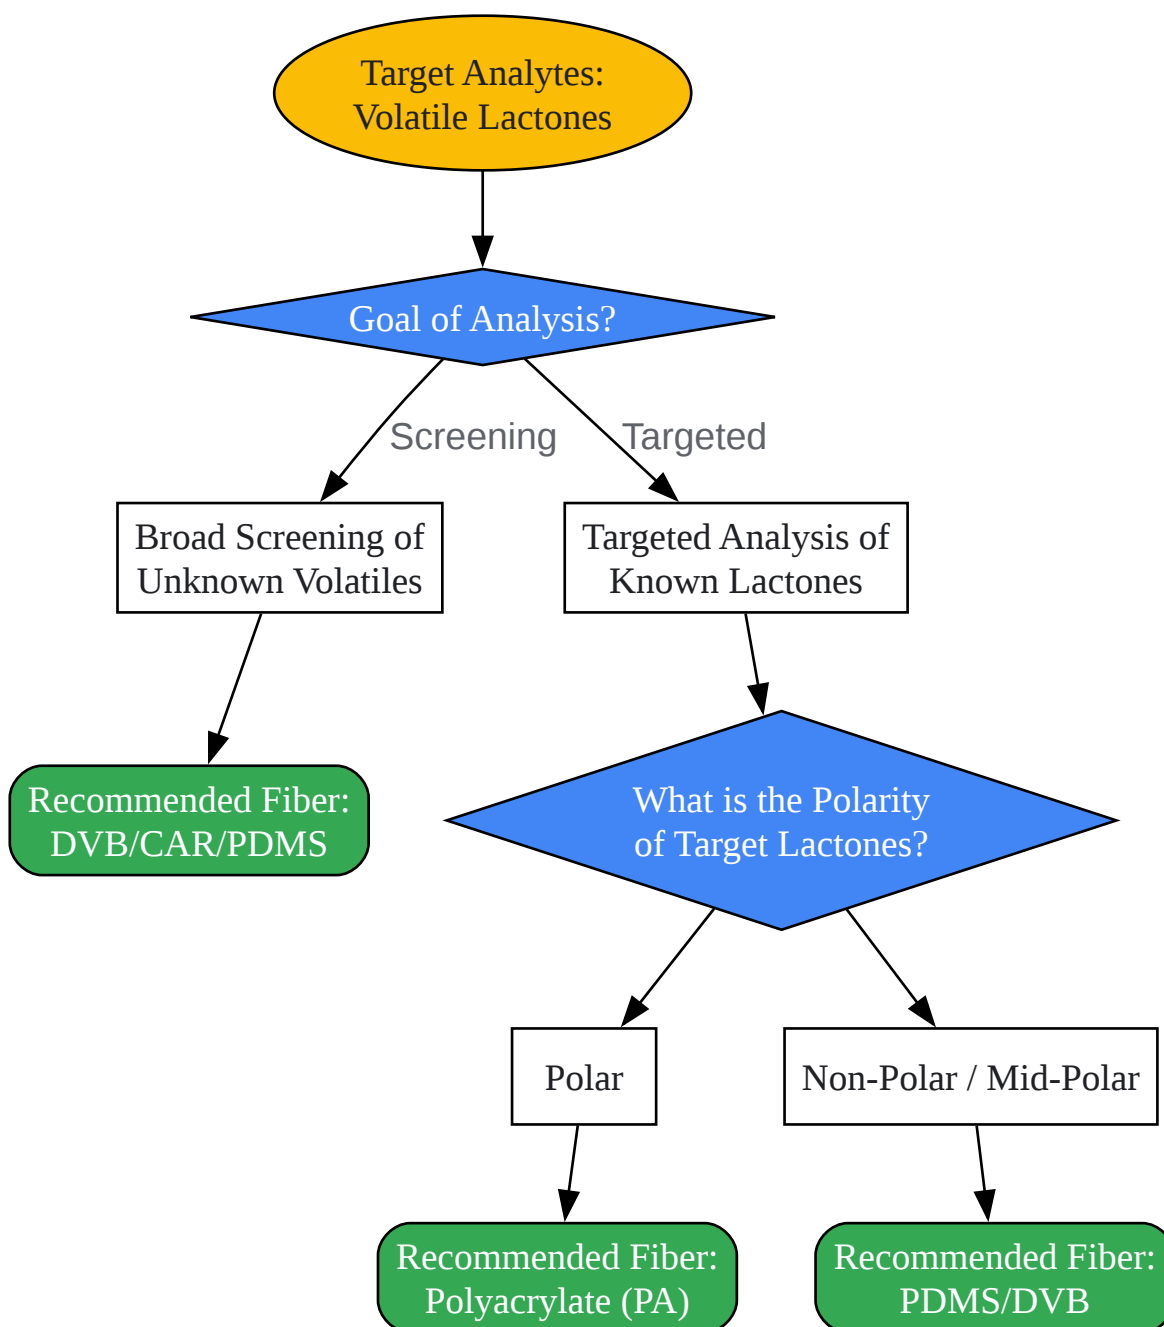 Target Analytes:
Volatile Lactones
Goal of Analysis?
Screening
Targeted
Broad Screening of
Unknown Volatiles
Targeted Analysis of
Known Lactones
Recommended Fiber:
DVB/CAR/PDMS
What is the Polarity
of Target Lactones?
Polar
Non-Polar / Mid-Polar
Recommended Fiber:
Polyacrylate (PA)
Recommended Fiber:
PDMS/DVB